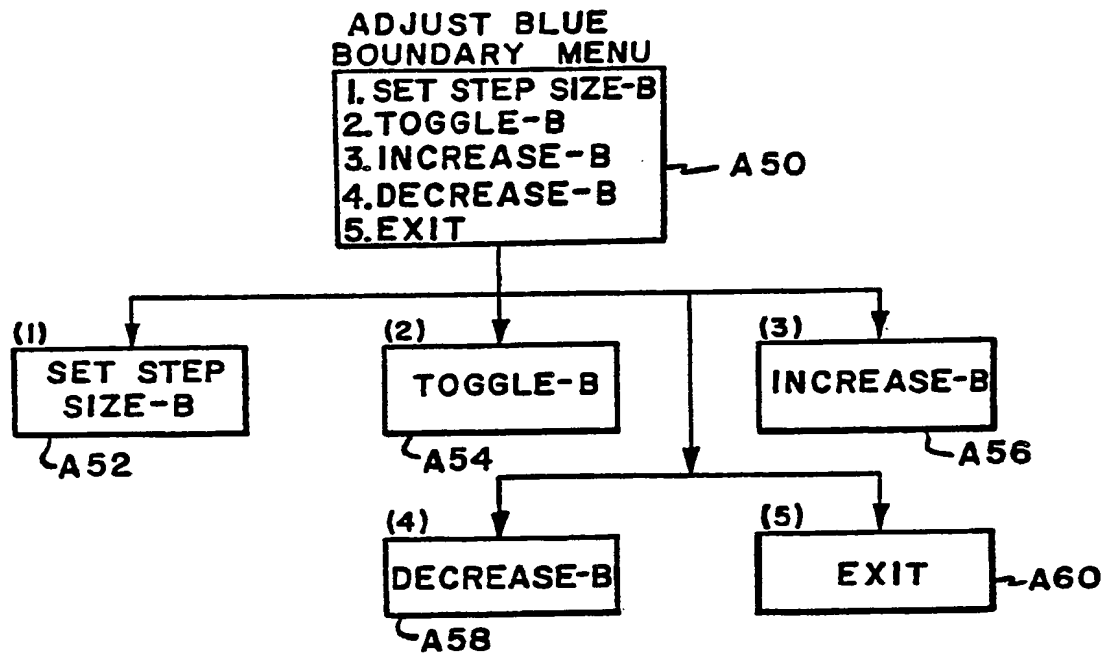 ADJUST BLUE
BOUNDARY MENU
1. SET STEP SIZE-B
2. TOGGLE-B
3. INCREASE-B
4. DECREASE-B
5. EXIT
A50
(1)
SET STEP
SIZE-B
A52
(2)
TOGGLE-B
A54
(3)
INCREASE-B
A56
(4)
DECREASE-B
A58
(5)
EXIT
A60